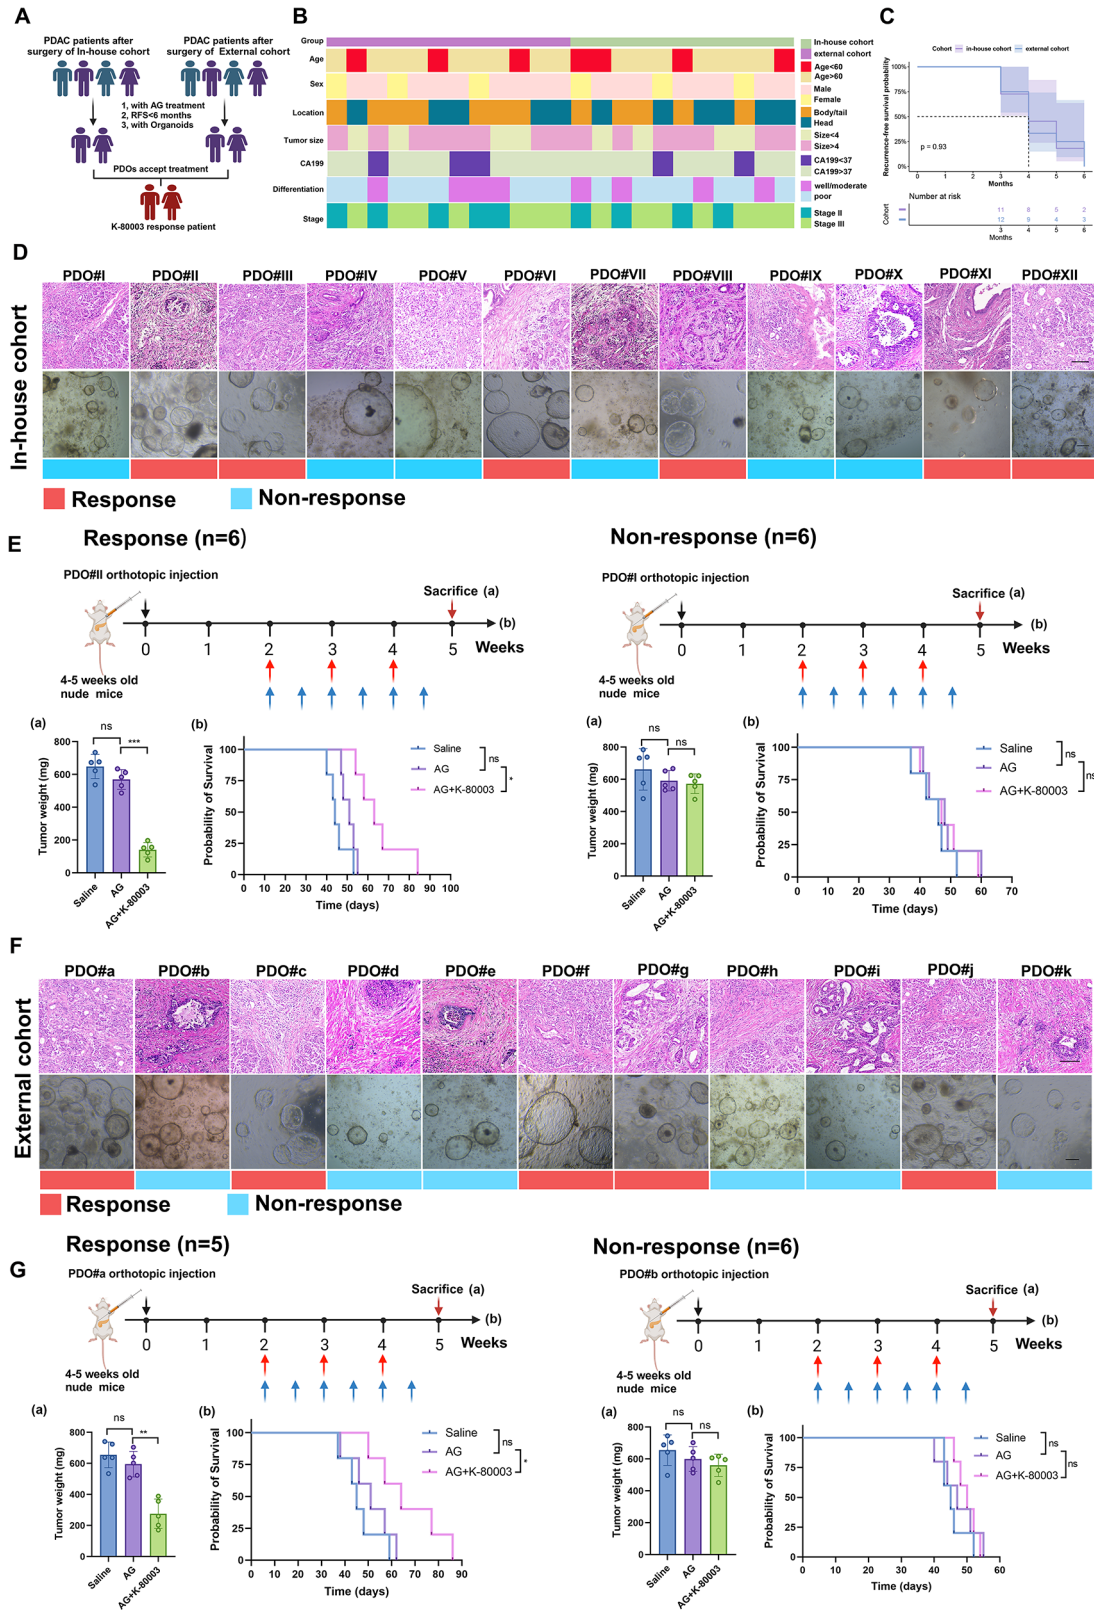 A
PDAC patients after
surgery of In-house cohort
PDAC patients after
surgery of External cohort
1, with AG treatment
2, RFS<6 months
3, with Organoids
PDOs accept treatment
K-80003 response patient
B
Group
Age
Sex
Location
Tumor size
CA199
Differentiation
Stage
In-house cohort
external cohort
Age<60
Age>60
Male
Female
Body/tail
Head
Size<4
Size>4
CA199<37
CA199>37
well/moderate
poor
Stage II
Stage III
C
Cohort in-house cohort external cohort
Recurrence-free survival probability
100%
75%
50%
25%
0%
p = 0.93
3 4 5 6
Months
Number at risk
Cohort
11 8 5 2
12 9 4 3
3 4 5 6
Months
D
In-house cohort
PDO#I PDO#II PDO#III PDO#IV PDO#V PDO#VI PDO#VII PDO#VIII PDO#IX PDO#X PDO#XI PDO#XII
Response Non-response
E
Response (n=6)
PDO#II orthotopic injection
Sacrifice (a)
(b)
0 1 2 3 4 5 Weeks
4-5 weeks old
nude mice
(a)
Tumor weight (mg)
800
600
400
200
0
ns
***
Saline
AG
AG+K-80003
(b)
Probability of Survival
100
75
50
25
0
0 10 20 30 40 50 60 70 80 90 100
Time (days)
Saline
AG
AG+K-80003
ns
*
Non-response (n=6)
PDO#I orthotopic injection
Sacrifice (a)
(b)
0 1 2 3 4 5 Weeks
4-5 weeks old
nude mice
(a)
Tumor weight (mg)
800
600
400
200
0
ns
ns
Saline
AG
AG+K-80003
(b)
Probability of Survival
100
75
50
25
0
0 10 20 30 40 50 60 70
Time (days)
Saline
AG
AG+K-80003
ns
ns
F
External cohort
PDO#a PDO#b PDO#c PDO#d PDO#e PDO#f PDO#g PDO#h PDO#i PDO#j PDO#k
Response Non-response
G
Response (n=5)
PDO#a orthotopic injection
Sacrifice (a)
(b)
0 1 2 3 4 5 Weeks
4-5 weeks old
nude mice
(a)
Tumor weight (mg)
800
600
400
200
0
ns
**
Saline
AG
AG+K-80003
(b)
Probability of Survival
100
75
50
25
0
0 10 20 30 40 50 60 70 80 90
Time (days)
Saline
AG
AG+K-80003
ns
*
Non-response (n=6)
PDO#b orthotopic injection
Sacrifice (a)
(b)
0 1 2 3 4 5 Weeks
4-5 weeks old
nude mice
(a)
Tumor weight (mg)
800
600
400
200
0
ns
ns
Saline
AG
AG+K-80003
(b)
Probability of Survival
100
75
50
25
0
0 10 20 30 40 50 60
Time (days)
Saline
AG
AG+K-80003
ns
ns